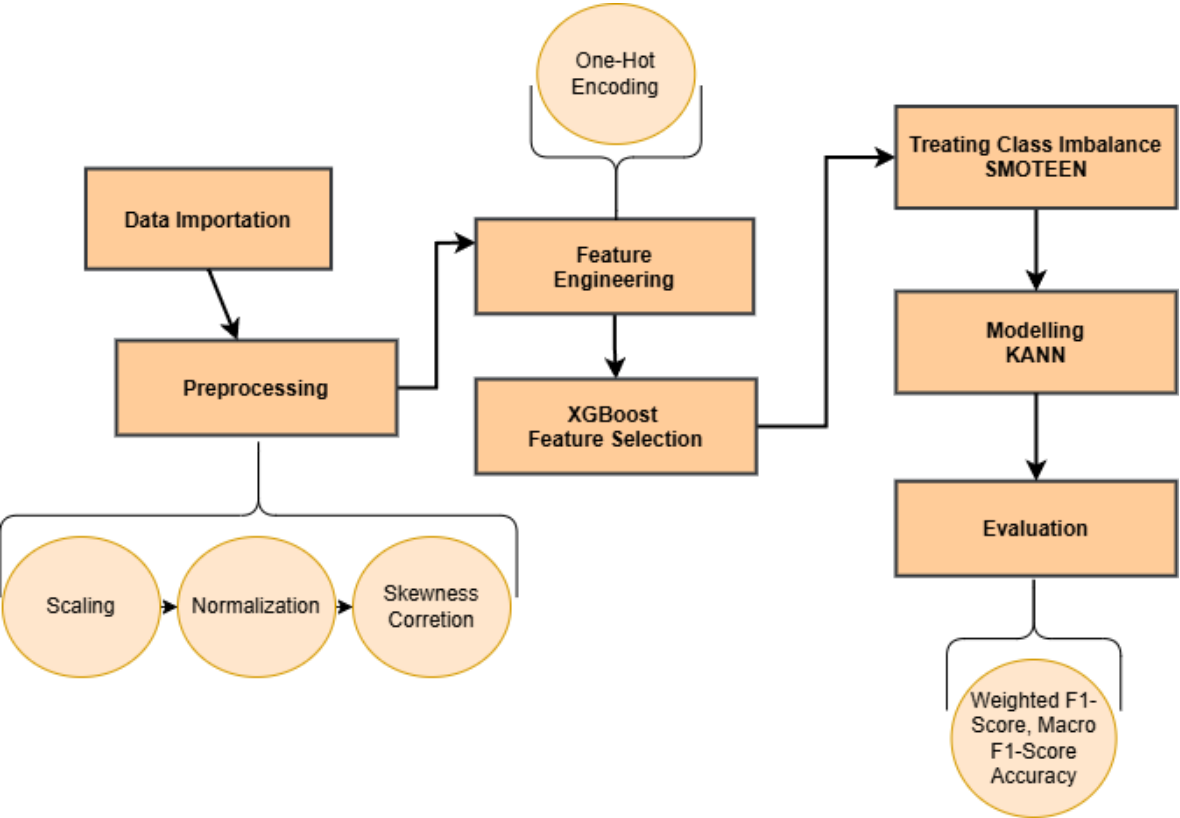 Data Importation
Preprocessing
Scaling
Normalization
Skewness
Corretion
One-Hot
Encoding
Feature
Engineering
XGBoost
Feature Selection
Treating Class Imbalance
SMOTEEN
Modelling
KANN
Evaluation
Weighted F1-
Score, Macro
F1-Score
Accuracy